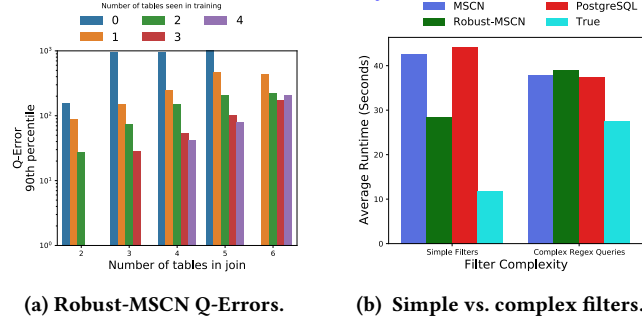 Number of tables seen in training
0 2 4
1 3
10³
10²
10¹
10⁰
Q-Error
90th percentile
2 3 4 5 6
Number of tables in join
(a) Robust-MSCN Q-Errors.
MSCN PostgreSQL
Robust-MSCN True
40
30
20
10
0
Average Runtime (Seconds)
Simple Filters Complex Regex Queries
Filter Complexity
(b) Simple vs. complex filters.